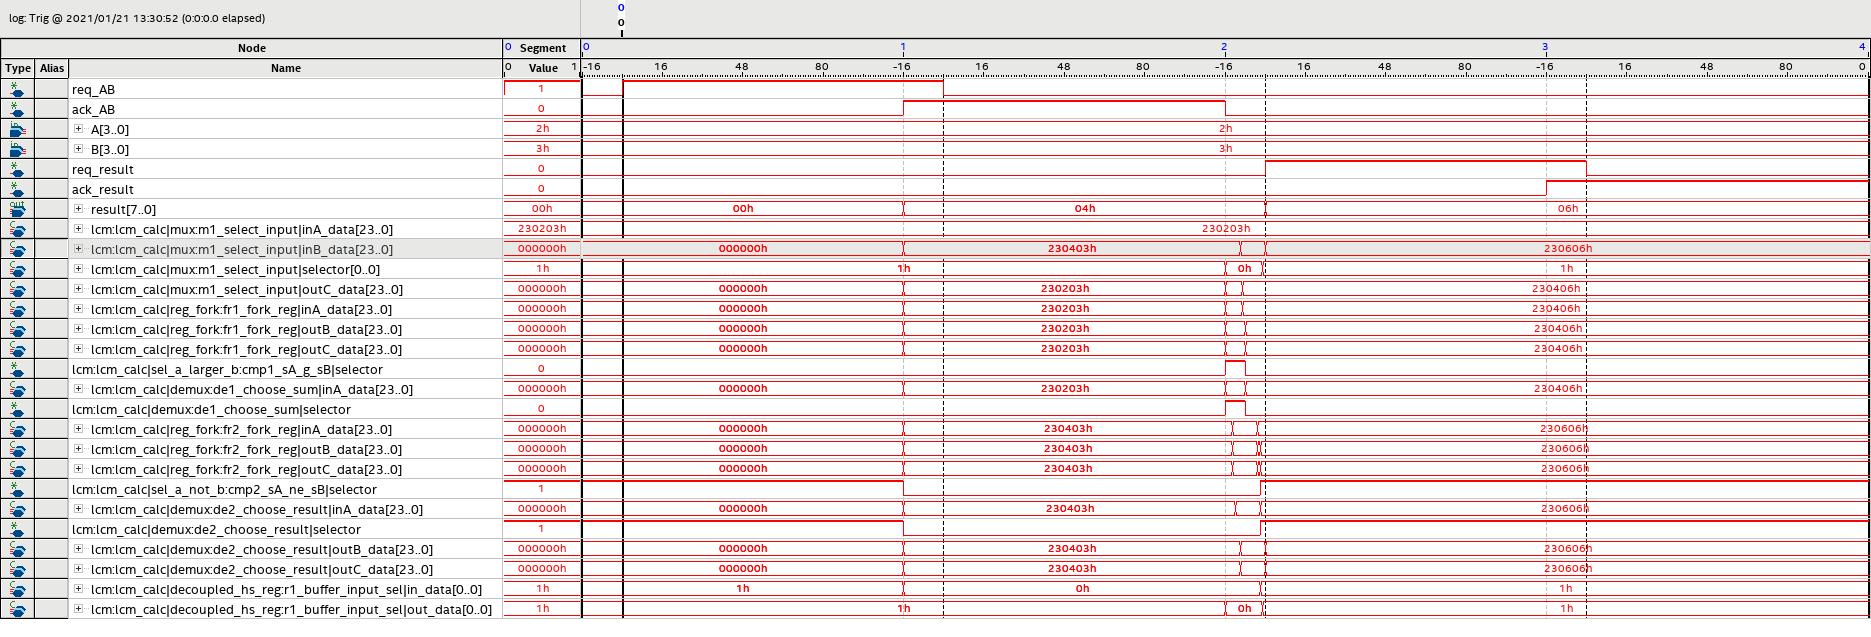 log: Trig @ 2021/01/21 13:30:52 (0:0:0.0 elapsed)
0
0
Node 0 Segment 0 1 2 3 4
Type Alias Name 0 Value 1 -16 16 48 80 -16 16 48 80 -16 16 48 80 -16 16 48 80 0
req_AB 1
ack_AB 0
A[3..0] 2h 2h
B[3..0] 3h 3h
req_result 0
ack_result 0
out result[7..0] 00h 00h 04h 06h
lcm:lcm_calc|mux:m1_select_input|inA_data[23..0] 230203h 230203h
lcm:lcm_calc|mux:m1_select_input|inB_data[23..0] 000000h 000000h 230403h 230606h
lcm:lcm_calc|mux:m1_select_input|selector[0..0] 1h 1h 0h 1h
lcm:lcm_calc|mux:m1_select_input|outC_data[23..0] 000000h 000000h 230203h 230406h
lcm:lcm_calc|reg_fork:fr1_fork_reg|inA_data[23..0] 000000h 000000h 230203h 230406h
lcm:lcm_calc|reg_fork:fr1_fork_reg|outB_data[23..0] 000000h 000000h 230203h 230406h
lcm:lcm_calc|reg_fork:fr1_fork_reg|outC_data[23..0] 000000h 000000h 230203h 230406h
lcm:lcm_calc|sel_a_larger_b:cmp1_sA_g_sB|selector 0
lcm:lcm_calc|demux:de1_choose_sum|inA_data[23..0] 000000h 000000h 230203h 230406h
lcm:lcm_calc|demux:de1_choose_sum|selector 0
lcm:lcm_calc|reg_fork:fr2_fork_reg|inA_data[23..0] 000000h 000000h 230403h 230606h
lcm:lcm_calc|reg_fork:fr2_fork_reg|outB_data[23..0] 000000h 000000h 230403h 230606h
lcm:lcm_calc|reg_fork:fr2_fork_reg|outC_data[23..0] 000000h 000000h 230403h 230606h
lcm:lcm_calc|sel_a_not_b:cmp2_sA_ne_sB|selector 1
lcm:lcm_calc|demux:de2_choose_result|inA_data[23..0] 000000h 000000h 230403h 230606h
lcm:lcm_calc|demux:de2_choose_result|selector 1
lcm:lcm_calc|demux:de2_choose_result|outB_data[23..0] 000000h 000000h 230403h 230606h
lcm:lcm_calc|demux:de2_choose_result|outC_data[23..0] 000000h 000000h 230403h 230606h
lcm:lcm_calc|decoupled_hs_reg:r1_buffer_input_sel|in_data[0..0] 1h 1h 0h 1h
lcm:lcm_calc|decoupled_hs_reg:r1_buffer_input_sel|out_data[0..0] 1h 1h 0h 1h